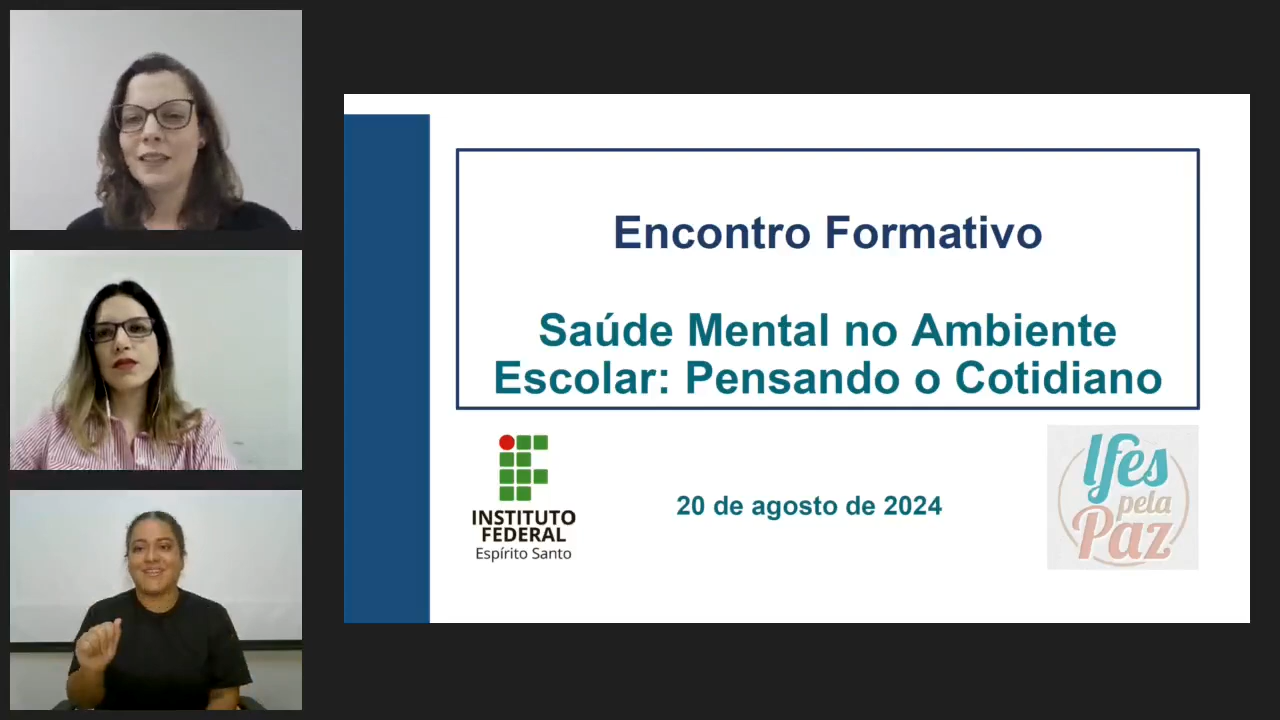 Encontro Formativo
Saúde Mental no Ambiente
Escolar: Pensando o Cotidiano
INSTITUTO
FEDERAL
Espírito Santo
20 de agosto de 2024
Ifes
pela
Paz